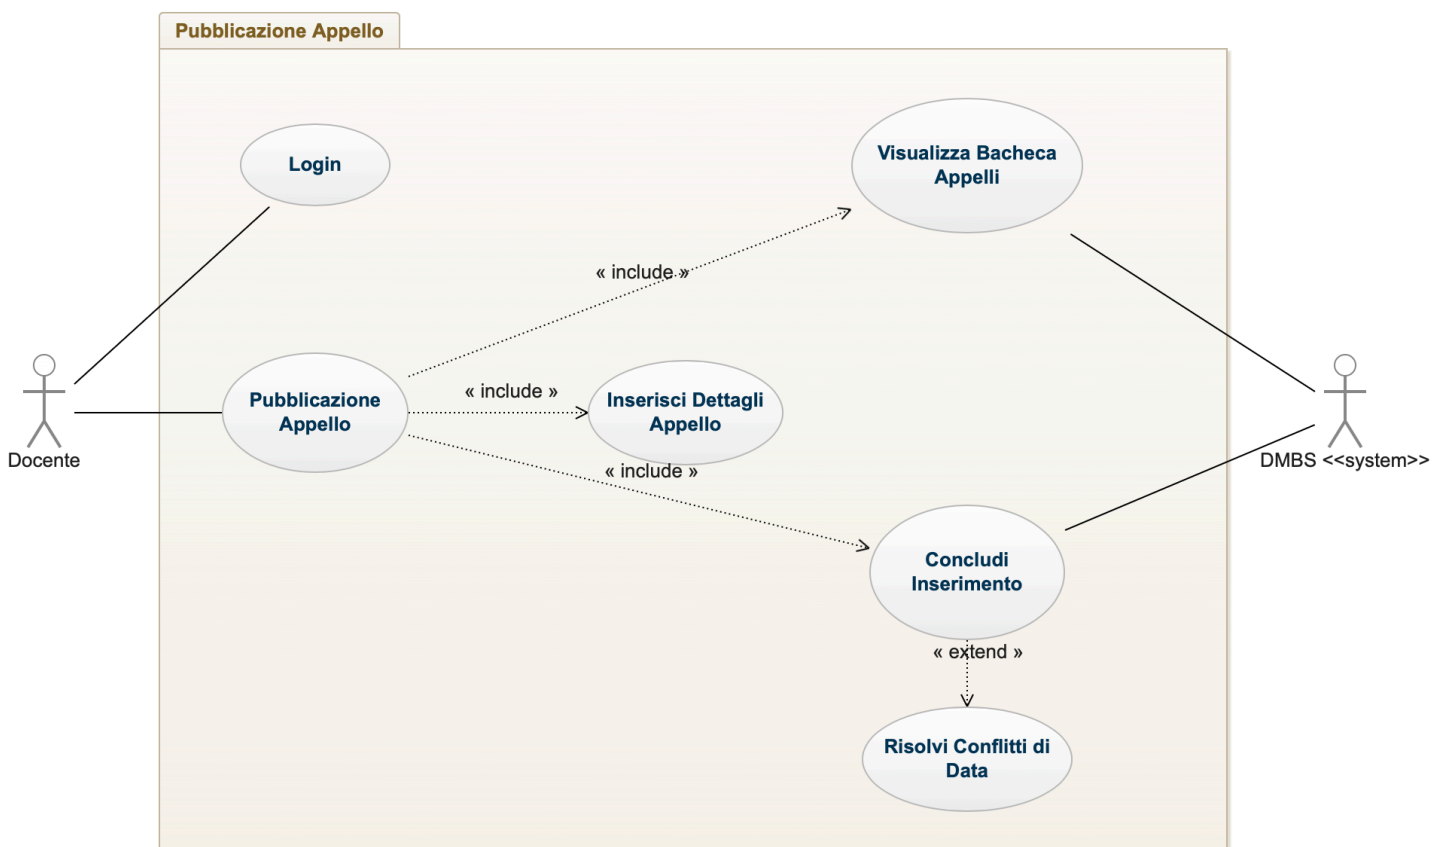 Pubblicazione Appello
Login
Visualizza Bacheca
Appelli
« include »
Pubblicazione
Appello
« include »
Inserisci Dettagli
Appello
Docente
DMBS <<system>>
« include »
Concludi
Inserimento
« extend »
Risolvi Conflitti di
Data